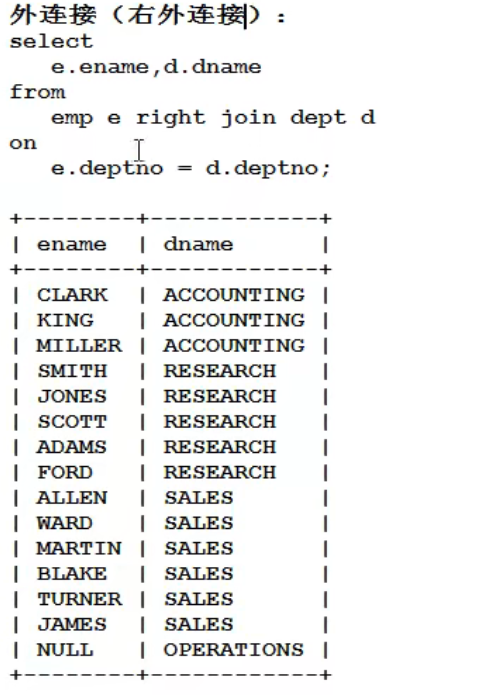 外连接（右外连接）：
select
   e.ename,d.dname
from
   emp e right join dept d
on
   e.deptno = d.deptno;

+--------+------------+
| ename  | dname      |
+--------+------------+
| CLARK  | ACCOUNTING |
| KING   | ACCOUNTING |
| MILLER | ACCOUNTING |
| SMITH  | RESEARCH   |
| JONES  | RESEARCH   |
| SCOTT  | RESEARCH   |
| ADAMS  | RESEARCH   |
| FORD   | RESEARCH   |
| ALLEN  | SALES      |
| WARD   | SALES      |
| MARTIN | SALES      |
| BLAKE  | SALES      |
| TURNER | SALES      |
| JAMES  | SALES      |
| NULL   | OPERATIONS |
+--------+------------+